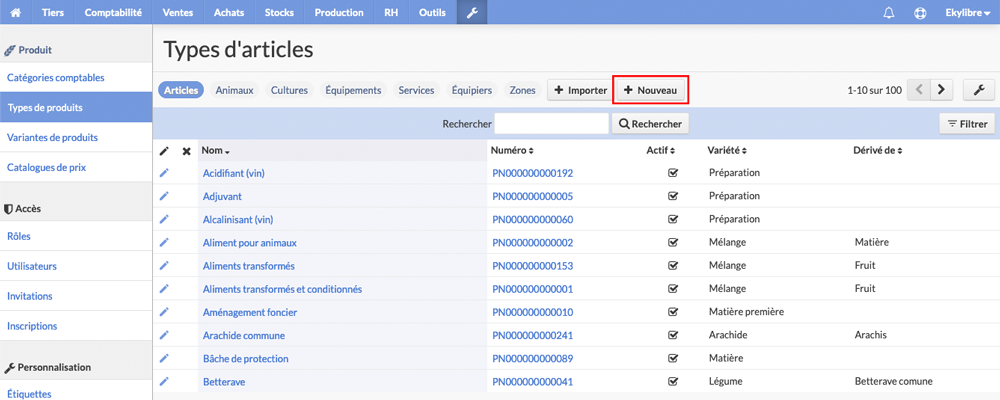 Tiers Comptabilité Ventes Achats Stocks Production RH Outils Ekylibre
Produit
Catégories comptables
Types de produits
Variantes de produits
Catalogues de prix
Accès
Rôles
Utilisateurs
Invitations
Inscriptions
Personnalisation
Étiquettes
Types d'articles
Articles Animaux Cultures Équipements Services Équipiers Zones Importer Nouveau 1-10 sur 100
Rechercher Rechercher Filtrer
Nom Numéro Actif Variété Dérivé de
Acidifiant (vin) PN000000000192 Préparation
Adjuvant PN000000000005 Préparation
Alcalinisant (vin) PN000000000060 Préparation
Aliment pour animaux PN000000000002 Mélange Matière
Aliments transformés PN000000000153 Mélange Fruit
Aliments transformés et conditionnés PN000000000001 Mélange Fruit
Aménagement foncier PN000000000010 Matière première
Arachide commune PN000000000241 Arachide Arachis
Bâche de protection PN000000000089 Matière
Betterave PN000000000041 Légume Betterave comune